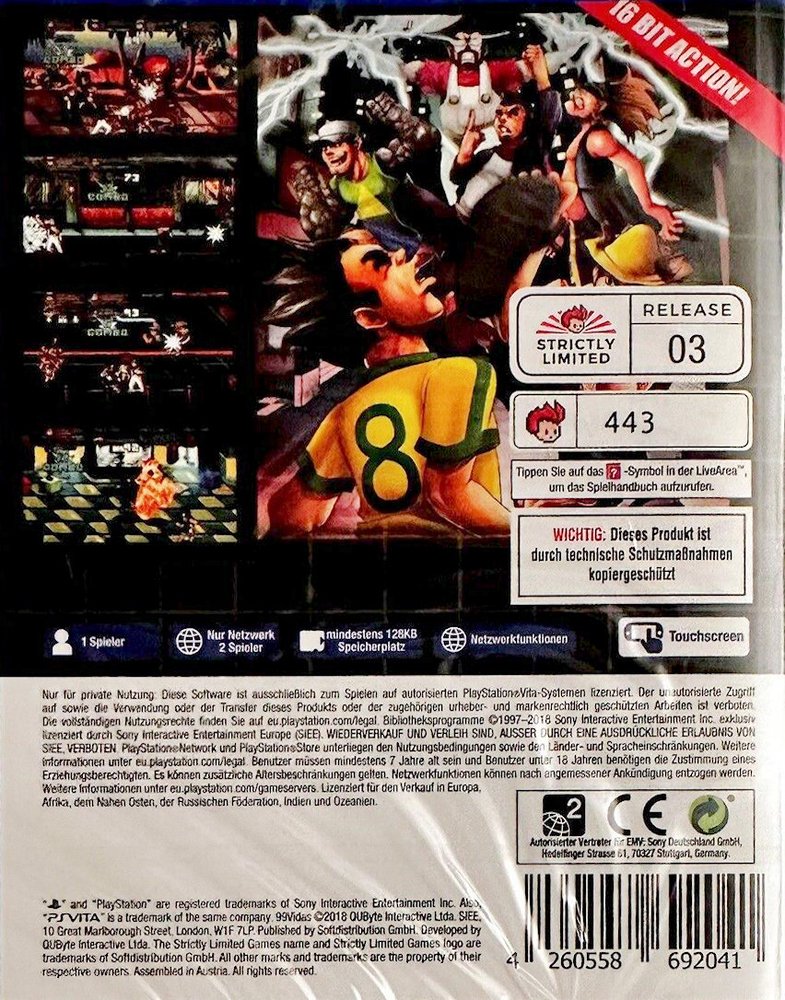 16 BIT ACTION!
COMBO
73
COMBO
93
COMBO
COMBO
8
STRICTLY
LIMITED
RELEASE
03
443
Tippen Sie auf das -Symbol in der LiveArea™,
um das Spielhandbuch aufzurufen.
WICHTIG: Dieses Produkt ist
durch technische Schutzmaßnahmen
kopiergeschützt
1 Spieler
Nur Netzwerk
2 Spieler
mindestens 128KB
Speicherplatz
Netzwerkfunktionen
Touchscreen
Nur für private Nutzung: Diese Software ist ausschließlich zum Spielen auf autorisierten PlayStation®Vita-Systemen lizenziert. Der unautorisierte Zugriff
auf sowie die Verwendung oder der Transfer dieses Produkts oder der zugehörigen urheber- und markenrechtlich geschützten Arbeiten ist verboten.
Die vollständigen Nutzungsrechte finden Sie auf eu.playstation.com/legal. Bibliotheksprogramme ©1997-2018 Sony Interactive Entertainment Inc. exklusiv
lizenziert durch Sony Interactive Entertainment Europe (SIEE). WIEDERVERKAUF UND VERLEIH SIND, AUSSER DURCH EINE AUSDRÜCKLICHE ERLAUBNIS VON
SIEE, VERBOTEN. PlayStation®Network und PlayStation®Store unterliegen den Nutzungsbedingungen sowie den Länder- und Spracheinschränkungen. Weitere
Informationen unter eu.playstation.com/legal. Benutzer müssen mindestens 7 Jahre alt sein und Benutzer unter 18 Jahren benötigen die Zustimmung eines
Erziehungsberechtigten. Es können zusätzliche Altersbeschränkungen gelten. Netzwerkfunktionen können nach angemessener Ankündigung entzogen werden.
Weitere Informationen unter eu.playstation.com/gameservers. Lizenziert für den Verkauf in Europa,
Afrika, dem Nahen Osten, der Russischen Föderation, Indien und Ozeanien.
2 CE
Autorisierter Vertreter für EMV: Sony Deutschland GmbH,
Hedelfinger Strasse 61, 70327 Stuttgart, Germany.
" " and "PlayStation" are registered trademarks of Sony Interactive Entertainment Inc. Also,
"PSVITA" is a trademark of the same company. 99Vidas ©2018 QUByte Interactive Ltda. SIEE,
10 Great Marlborough Street, London, W1F 7LP. Published by Softdistribution GmbH. Developed by
QUByte Interactive Ltda. The Strictly Limited Games name and Strictly Limited Games logo are
trademarks of Softdistribution GmbH. All other marks and trademarks are the property of their
respective owners. Assembled in Austria. All rights reserved.
4 260558 692041